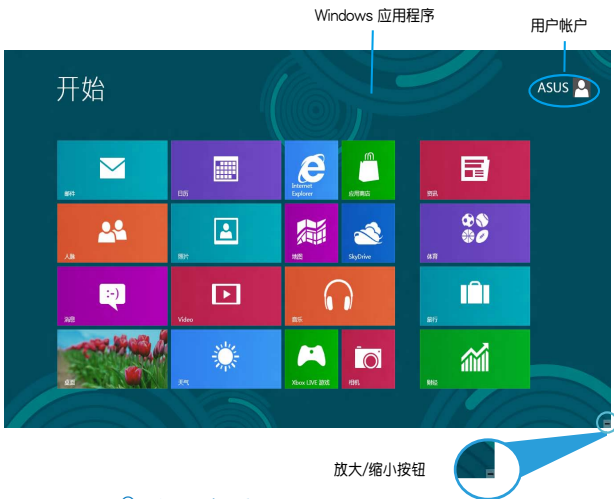 Windows 应用程序
用户帐户
开始
ASUS
邮件
日历
Internet
Explorer
应用商店
资讯
人脉
照片
地图
SkyDrive
体育
消息
Video
音乐
旅行
桌面
天气
Xbox LIVE 游戏
相机
财经
放大/缩小按钮